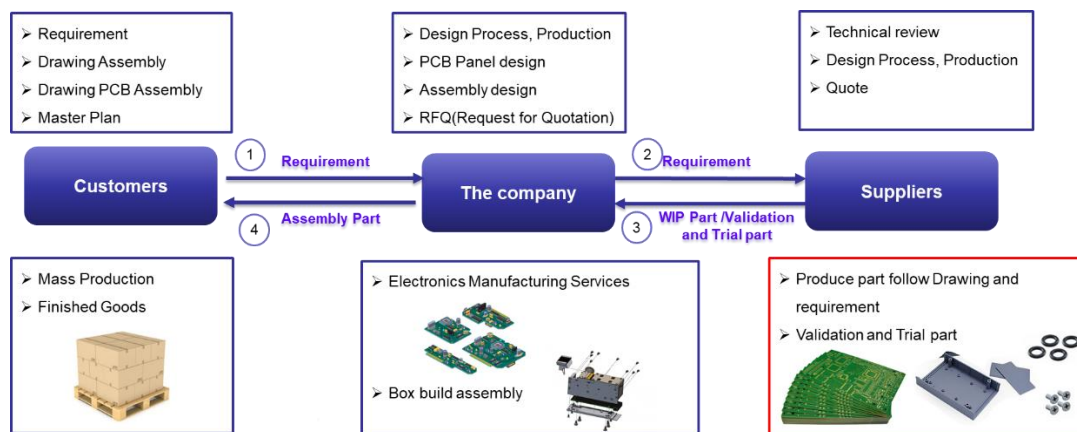 ➢ Requirement
➢ Drawing Assembly
➢ Drawing PCB Assembly
➢ Master Plan
➢ Design Process, Production
➢ PCB Panel design
➢ Assembly design
➢ RFQ(Request for Quotation)
➢ Technical review
➢ Design Process, Production
➢ Quote
Customers
1
Requirement
4
Assembly Part
The company
2
Requirement
3
WIP Part /Validation
and Trial part
Suppliers
➢ Mass Production
➢ Finished Goods
➢ Electronics Manufacturing Services
➢ Box build assembly
➢ Produce part follow Drawing and
requirement
➢ Validation and Trial part